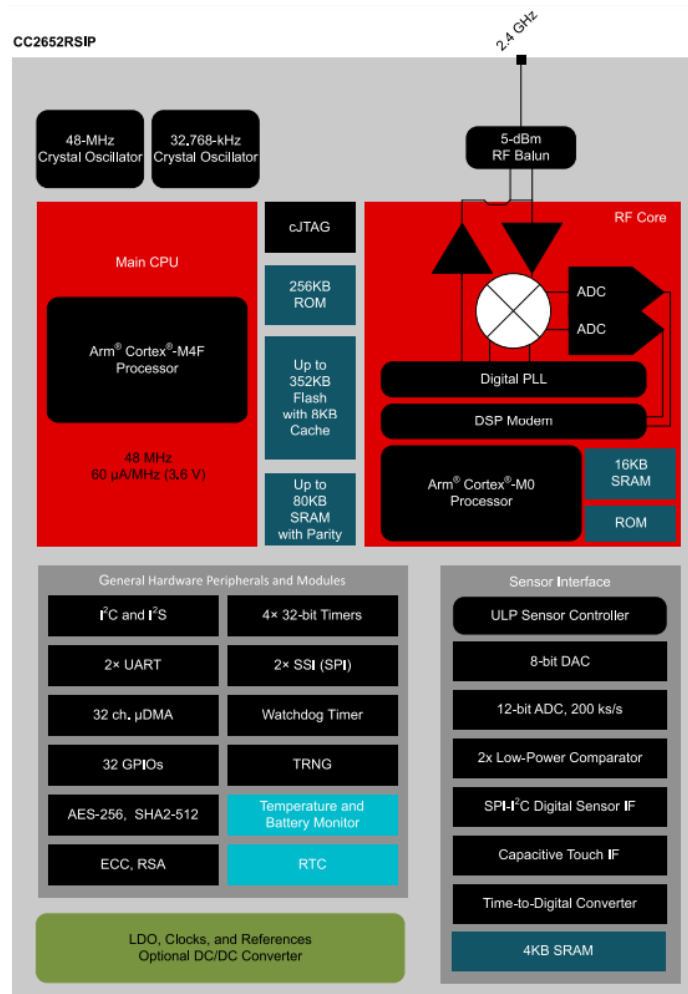 CC2652RSIP
2.4 GHz
48-MHz
Crystal Oscillator
32.768-kHz
Crystal Oscillator
5-dBm
RF Balun
Main CPU
Arm® Cortex®-M4F
Processor
48 MHz
60 µA/MHz (3.6 V)
cJTAG
256KB
ROM
Up to
352KB
Flash
with 8KB
Cache
Up to
80KB
SRAM
with Parity
RF Core
ADC
ADC
Digital PLL
DSP Modem
Arm® Cortex®-M0
Processor
16KB
SRAM
ROM
General Hardware Peripherals and Modules
I²C and I²S
4× 32-bit Timers
2× UART
2× SSI (SPI)
32 ch. µDMA
Watchdog Timer
32 GPIOs
TRNG
AES-256, SHA2-512
Temperature and
Battery Monitor
ECC, RSA
RTC
LDO, Clocks, and References
Optional DC/DC Converter
Sensor Interface
ULP Sensor Controller
8-bit DAC
12-bit ADC, 200 ks/s
2x Low-Power Comparator
SPI-I²C Digital Sensor IF
Capacitive Touch IF
Time-to-Digital Converter
4KB SRAM